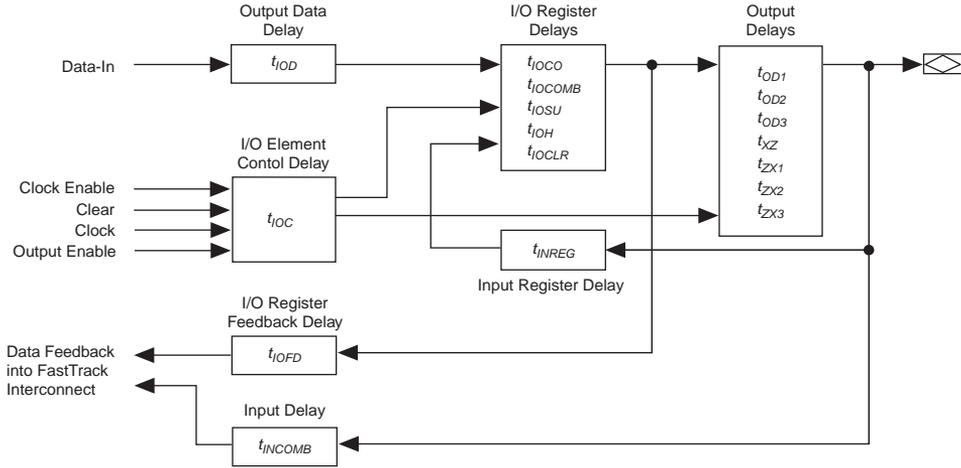 Output Data
Delay
I/O Register
Delays
Output
Delays
Data-In
tIOD
tIOCO
tIOCOMB
tIOSU
tIOH
tIOCLR
tOD1
tOD2
tOD3
tXZ
tZX1
tZX2
tZX3
I/O Element
Contol Delay
Clock Enable
Clear
Clock
Output Enable
tIOC
tINREG
Input Register Delay
I/O Register
Feedback Delay
tIOFD
Data Feedback
into FastTrack
Interconnect
Input Delay
tINCOMB